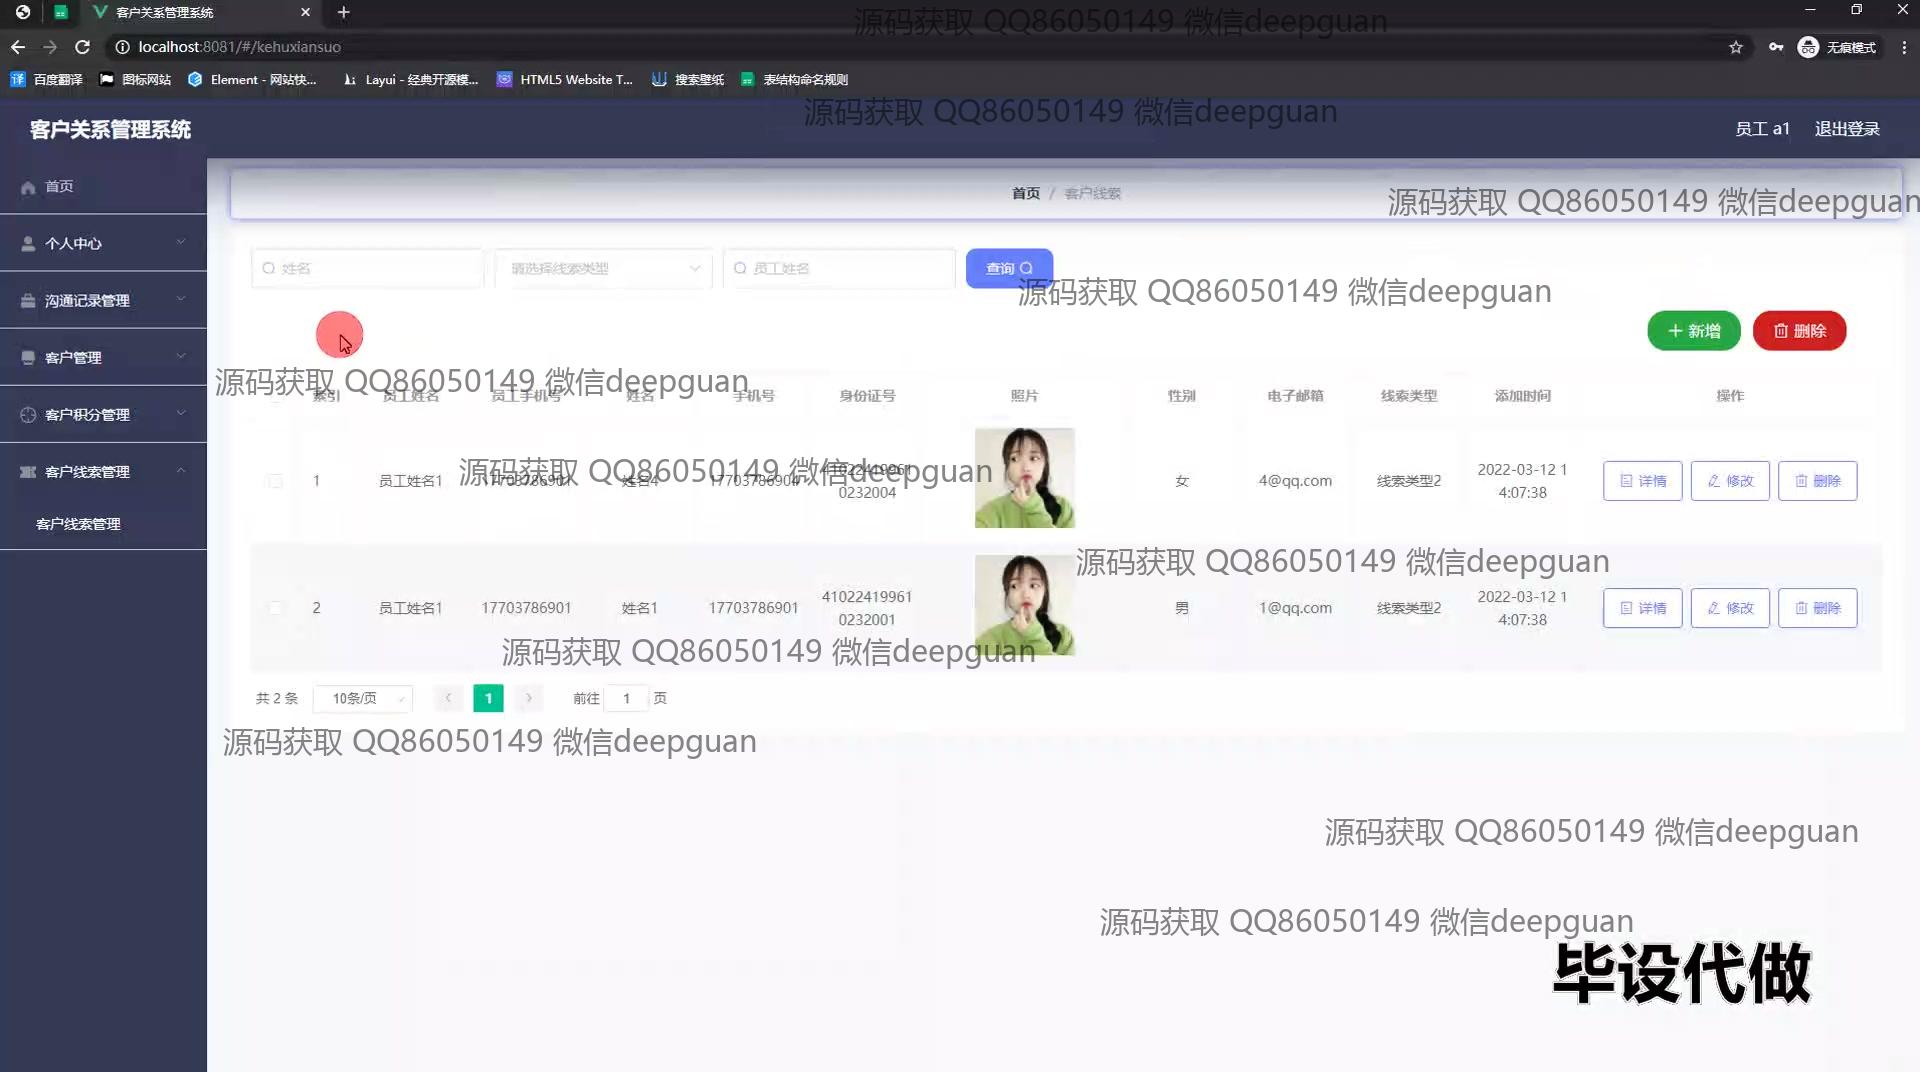 客户关系管理系统
localhost:8081/#/kehuxiansuo
无痕模式
百度翻译 图标网站 Element - 网站快... Layui - 经典开源模... HTML5 Website T... 搜索壁纸 表结构命名规则
源码获取 QQ86050149 微信deepguan
源码获取 QQ86050149 微信deepguan
客户关系管理系统
员工 a1 退出登录
首页
个人中心
沟通记录管理
客户管理
客户积分管理
客户线索管理
客户线索管理
首页 / 客户线索
源码获取 QQ86050149 微信deepguan
姓名 请选择线索类型 员工姓名 查询
源码获取 QQ86050149 微信deepguan
新增 删除
源码获取 QQ86050149 微信deepguan
索引 员工姓名 员工手机号 姓名 手机号 身份证号 照片 性别 电子邮箱 线索类型 添加时间 操作
源码获取 QQ86050149 微信deepguan
1 员工姓名1 17703786901 姓名4 17703786904 41022419961 0232004 女 4@qq.com 线索类型2 2022-03-12 1 4:07:38 详情 修改 删除
源码获取 QQ86050149 微信deepguan
2 员工姓名1 17703786901 姓名1 17703786901 41022419961 0232001 男 1@qq.com 线索类型2 2022-03-12 1 4:07:38 详情 修改 删除
源码获取 QQ86050149 微信deepguan
共 2 条 10条/页 1 前往 1 页
源码获取 QQ86050149 微信deepguan
源码获取 QQ86050149 微信deepguan
源码获取 QQ86050149 微信deepguan
毕设代做